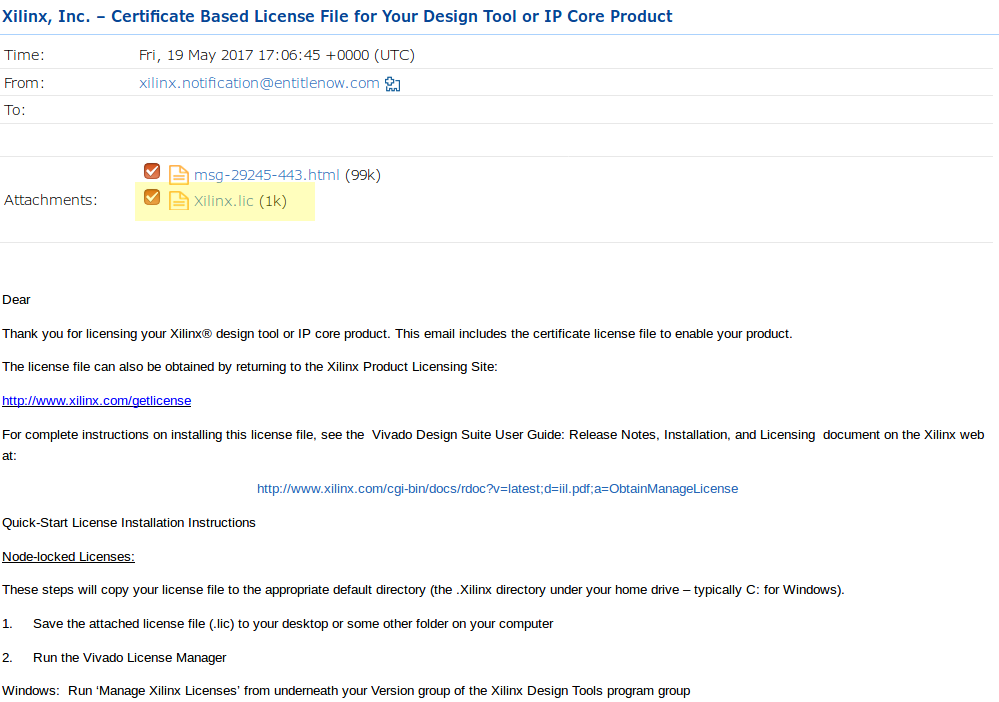 Xilinx, Inc. – Certificate Based License File for Your Design Tool or IP Core Product
Time: Fri, 19 May 2017 17:06:45 +0000 (UTC)
From: xilinx.notification@entitlenow.com
To:
msg-29245-443.html (99k)
Attachments: Xilinx.lic (1k)
Dear
Thank you for licensing your Xilinx® design tool or IP core product. This email includes the certificate license file to enable your product.
The license file can also be obtained by returning to the Xilinx Product Licensing Site:
http://www.xilinx.com/getlicense
For complete instructions on installing this license file, see the  Vivado Design Suite User Guide: Release Notes, Installation, and Licensing  document on the Xilinx web
at:
http://www.xilinx.com/cgi-bin/docs/rdoc?v=latest;d=iil.pdf;a=ObtainManageLicense
Quick-Start License Installation Instructions
Node-locked Licenses:
These steps will copy your license file to the appropriate default directory (the .Xilinx directory under your home drive – typically C: for Windows).
1. Save the attached license file (.lic) to your desktop or some other folder on your computer
2. Run the Vivado License Manager
Windows:  Run ‘Manage Xilinx Licenses’ from underneath your Version group of the Xilinx Design Tools program group